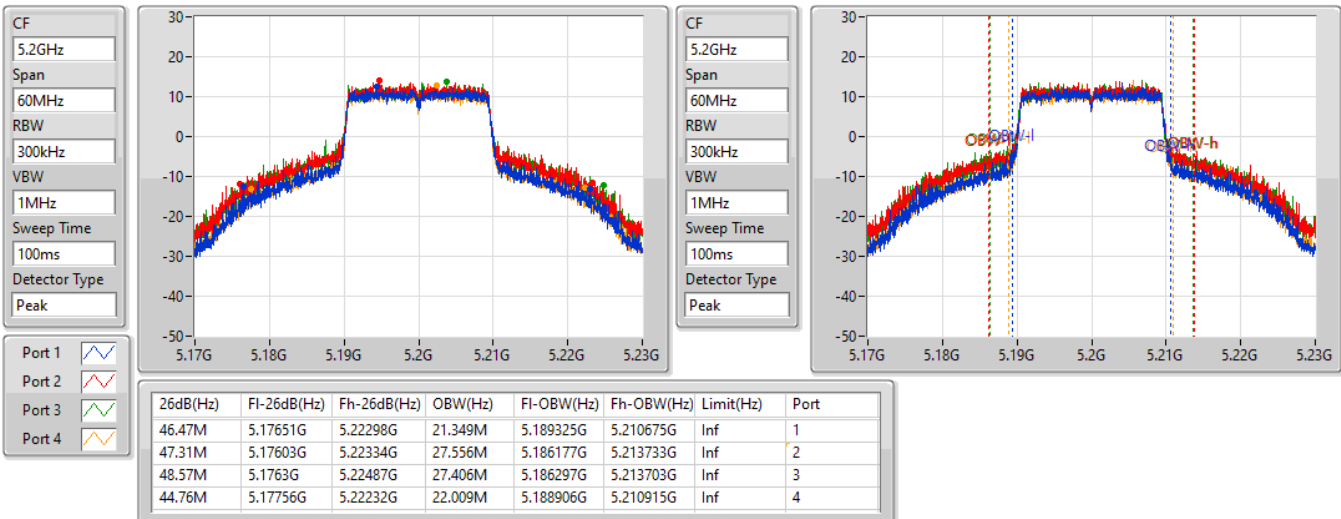 CF
5.2GHz
Span
60MHz
RBW
300kHz
VBW
1MHz
Sweep Time
100ms
Detector Type
Peak
30
20
10
0
-10
-20
-30
-40
-50
5.17G 5.18G 5.19G 5.2G 5.21G 5.22G 5.23G
CF
5.2GHz
Span
60MHz
RBW
300kHz
VBW
1MHz
Sweep Time
100ms
Detector Type
Peak
30
20
10
0
-10
-20
-30
-40
-50
OBW-l
OBW-h
5.17G 5.18G 5.19G 5.2G 5.21G 5.22G 5.23G
Port 1
Port 2
Port 3
Port 4
26dB(Hz) Fl-26dB(Hz) Fh-26dB(Hz) OBW(Hz) Fl-OBW(Hz) Fh-OBW(Hz) Limit(Hz) Port
46.47M 5.17651G 5.22298G 21.349M 5.189325G 5.210675G Inf 1
47.31M 5.17603G 5.22334G 27.556M 5.186177G 5.213733G Inf 2
48.57M 5.1763G 5.22487G 27.406M 5.186297G 5.213703G Inf 3
44.76M 5.17756G 5.22232G 22.009M 5.188906G 5.210915G Inf 4